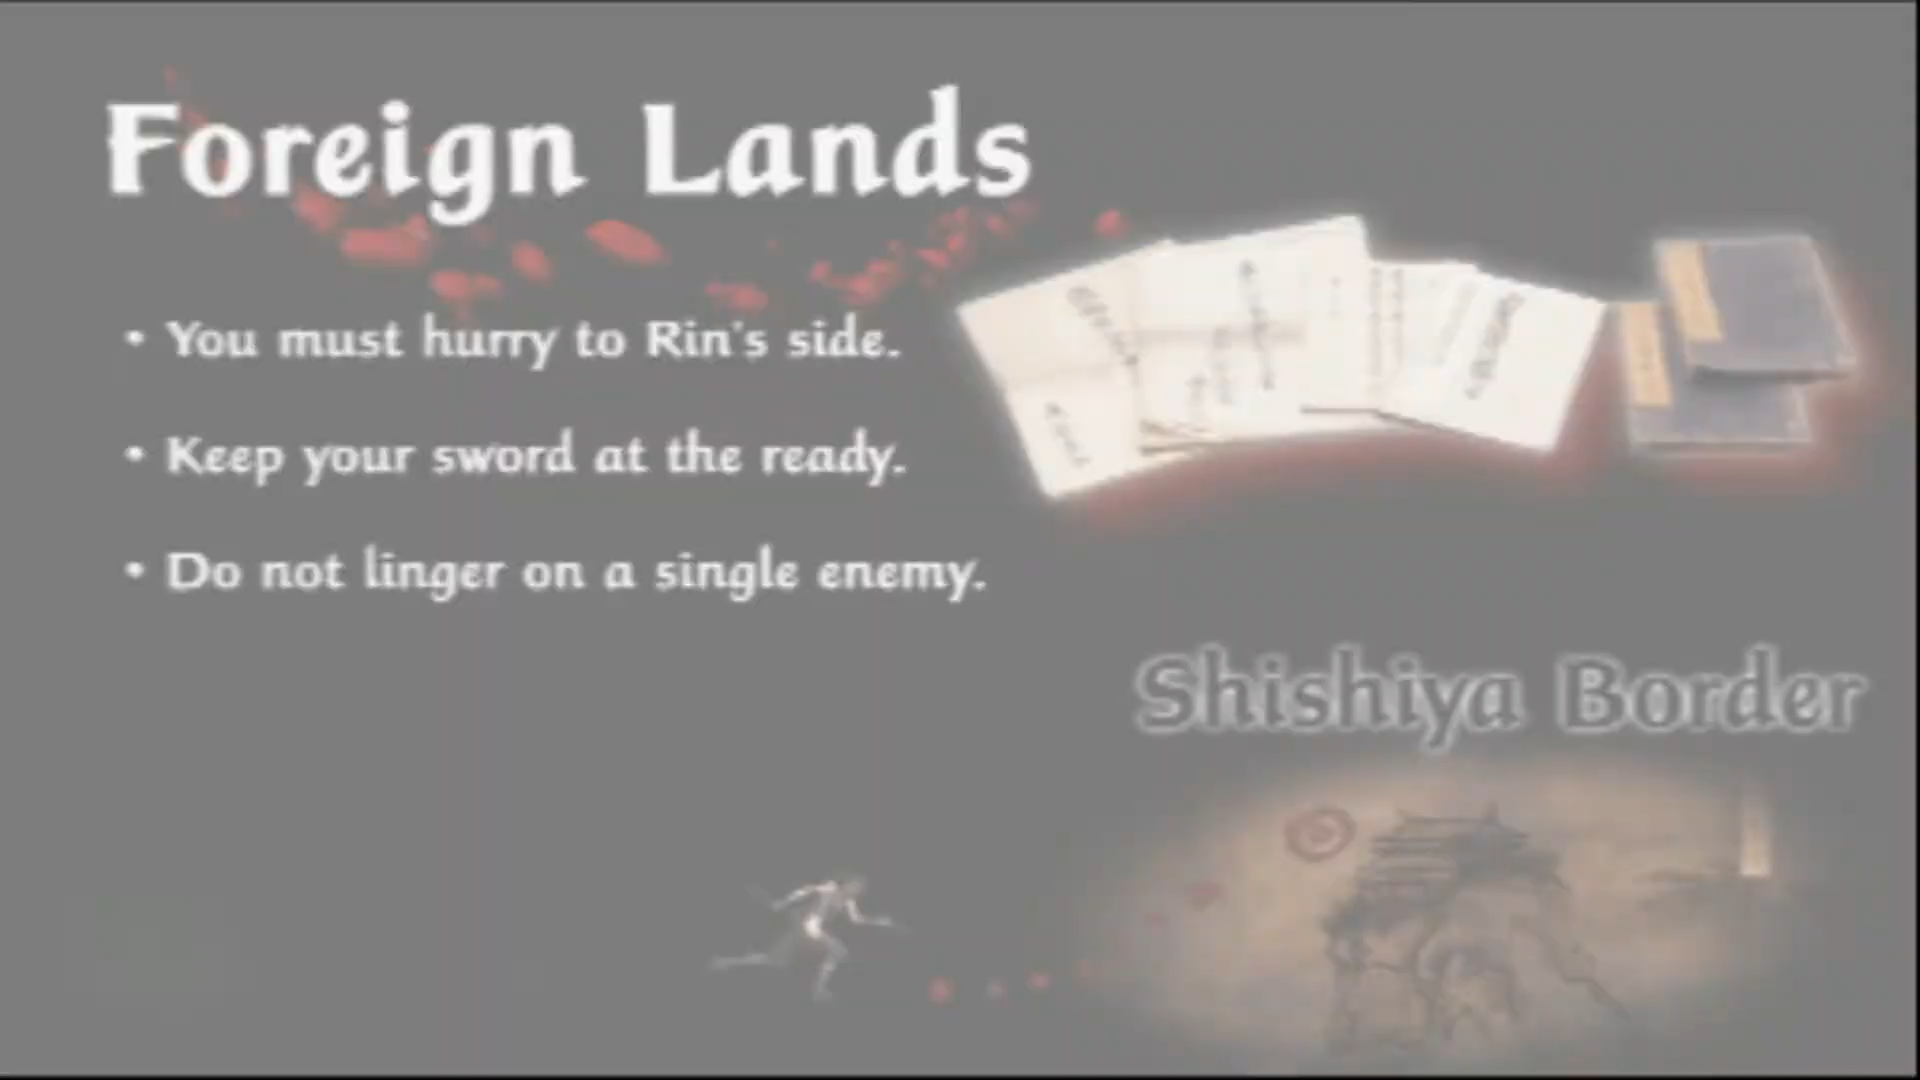 Foreign Lands
• You must hurry to Rin's side.
• Keep your sword at the ready.
• Do not linger on a single enemy.
Shishiya Border